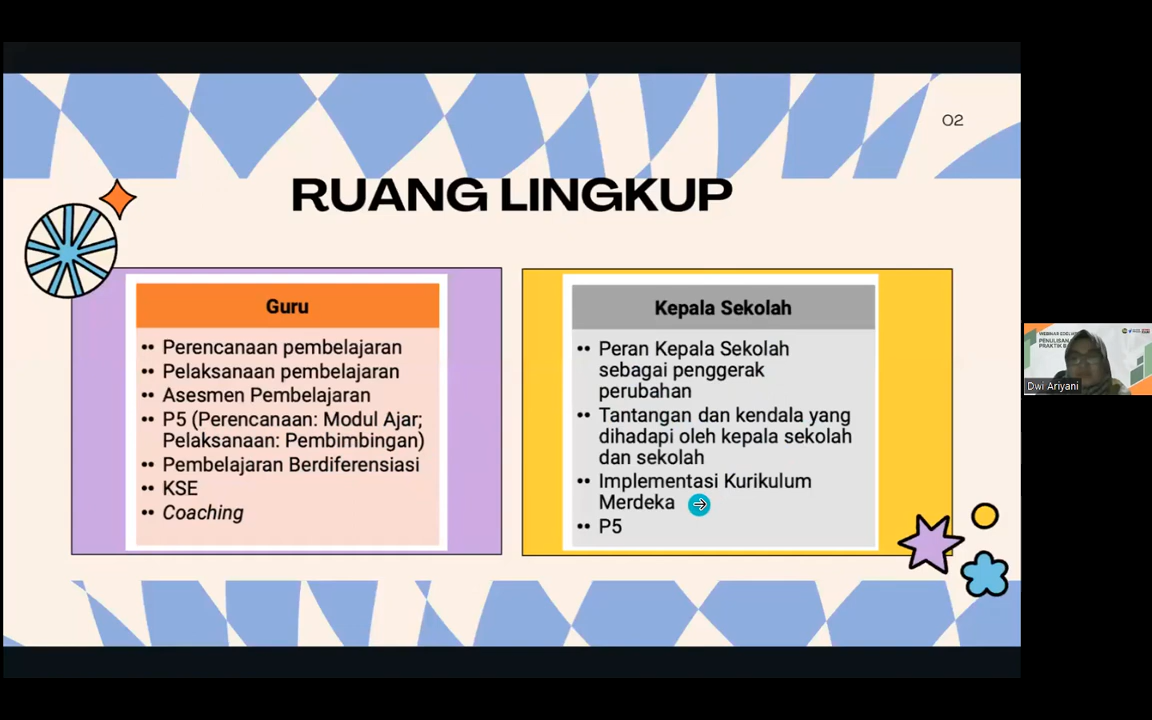 02
RUANG LINGKUP
Guru
•• Perencanaan pembelajaran
•• Pelaksanaan pembelajaran
•• Asesmen Pembelajaran
•• P5 (Perencanaan: Modul Ajar;
Pelaksanaan: Pembimbingan)
•• Pembelajaran Berdiferensiasi
•• KSE
•• Coaching
Kepala Sekolah
•• Peran Kepala Sekolah
sebagai penggerak
perubahan
•• Tantangan dan kendala yang
dihadapi oleh kepala sekolah
dan sekolah
•• Implementasi Kurikulum
Merdeka
•• P5
PENULISAN
PRAKTIK B
Dwi Ariyani